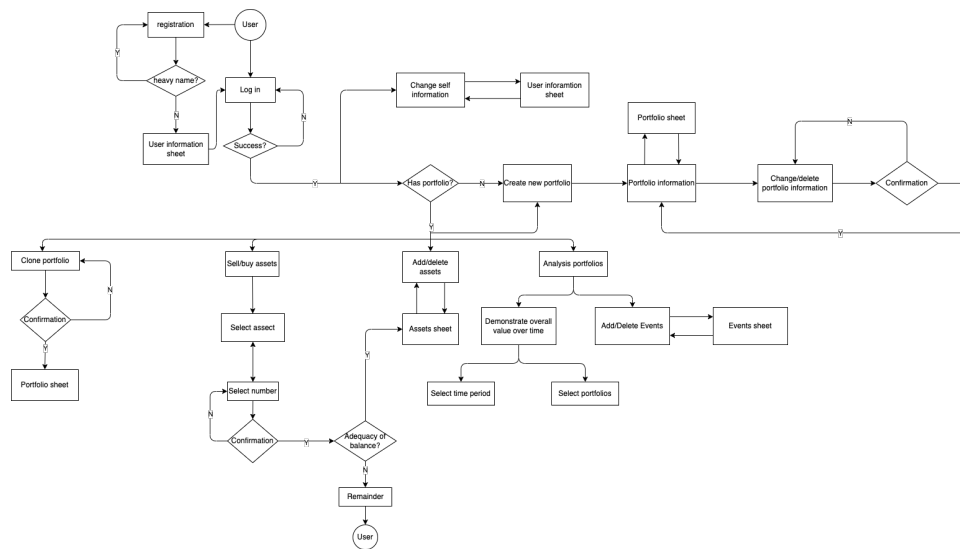 registration
User
Y
heavy name?
Log in
N
N
User information
sheet
Success?
Change self
information
User inforamtion
sheet
Portfolio sheet
N
Y
Has portfolio?
N
Create new portfolio
Portfolio information
Change/delete
portfolio information
Confirmation
Y
Y
Clone portfolio
Sell/buy assets
Add/delete
assets
Analysis portfolios
N
Confirmation
Select assect
Assets sheet
Demonstrate overall
value over time
Add/Delete Events
Events sheet
Y
Y
Portfolio sheet
Select number
Select time period
Select portfolios
N
Confirmation
Y
Adequacy of
balance?
N
Remainder
User